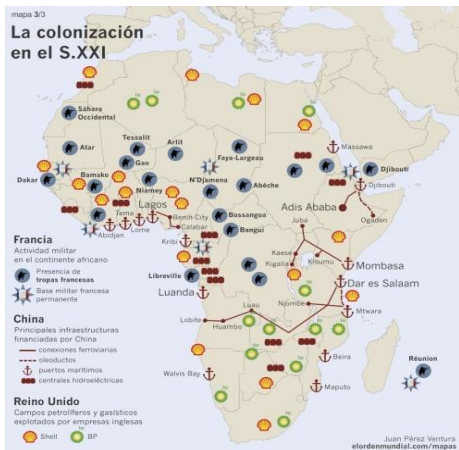 mapa 3/3
La colonización
en el S.XXI
Sáhara
Occidental
Atar
Tessalit
Arlit
Gao
Faya-Largeau
Massawa
Dakar
Bamako
Niamey
N'Djamena
Abéche
Djibouti
Djibouti
Lagos
Tema
Lome
Abidjan
Benin City
Calabar
Bossangoa
Bangui
Adis Ababa
Ogaden
Juba
Kribi
Libreville
Kaese
Kigalia
Kisumu
Mombasa
Dar es Salaam
Mtwara
Luanda
Luau
Njombe
Lobito
Huambo
Beira
Walvis Bay
Maputo
Réunion
Francia
Actividad militar
en el continente africano
Presencia de
tropas francesas
Base militar francesa
permanente
China
Principales infraestructuras
financiadas por China
conexiones ferroviarias
oleoductos
puertos marítimos
centrales hidroeléctricas
Reino Unido
Campos petrolíferos y gasísticos
explotados por empresas inglesas
Shell
BP
Juan Pérez Ventura
elordenmundial.com/mapas